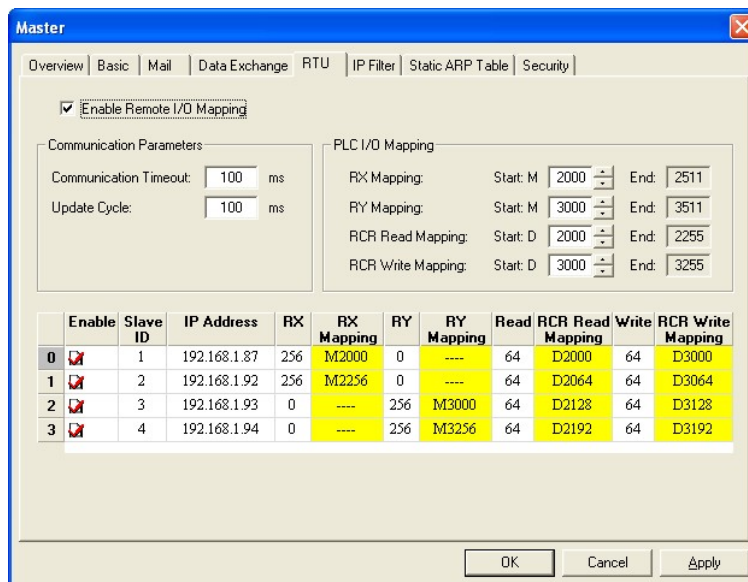 Master
Overview Basic Mail Data Exchange RTU IP Filter Static ARP Table Security
Enable Remote I/O Mapping
Communication Parameters
Communication Timeout: 100 ms
Update Cycle: 100 ms
PLC I/O Mapping
RX Mapping: Start: M 2000 End: 2511
RY Mapping: Start: M 3000 End: 3511
RCR Read Mapping: Start: D 2000 End: 2255
RCR Write Mapping: Start: D 3000 End: 3255
Enable Slave ID IP Address RX RX Mapping RY RY Mapping Read RCR Read Mapping Write RCR Write Mapping
0 1 192.168.1.87 256 M2000 0 ---- 64 D2000 64 D3000
1 2 192.168.1.92 256 M2256 0 ---- 64 D2064 64 D3064
2 3 192.168.1.93 0 ---- 256 M3000 64 D2128 64 D3128
3 4 192.168.1.94 0 ---- 256 M3256 64 D2192 64 D3192
OK Cancel Apply